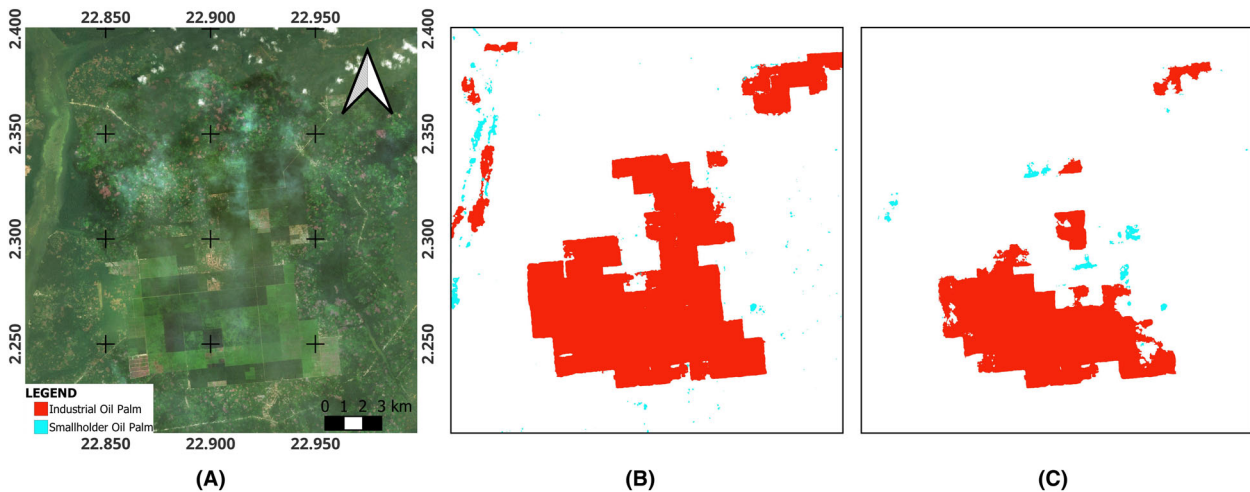 22.850 22.900 22.950
2.400
2.350
2.300
2.250
2.400
2.350
2.300
2.250
LEGEND
Industrial Oil Palm
Smallholder Oil Palm
0 1 2 3 km
22.850 22.900 22.950
(A) (B) (C)